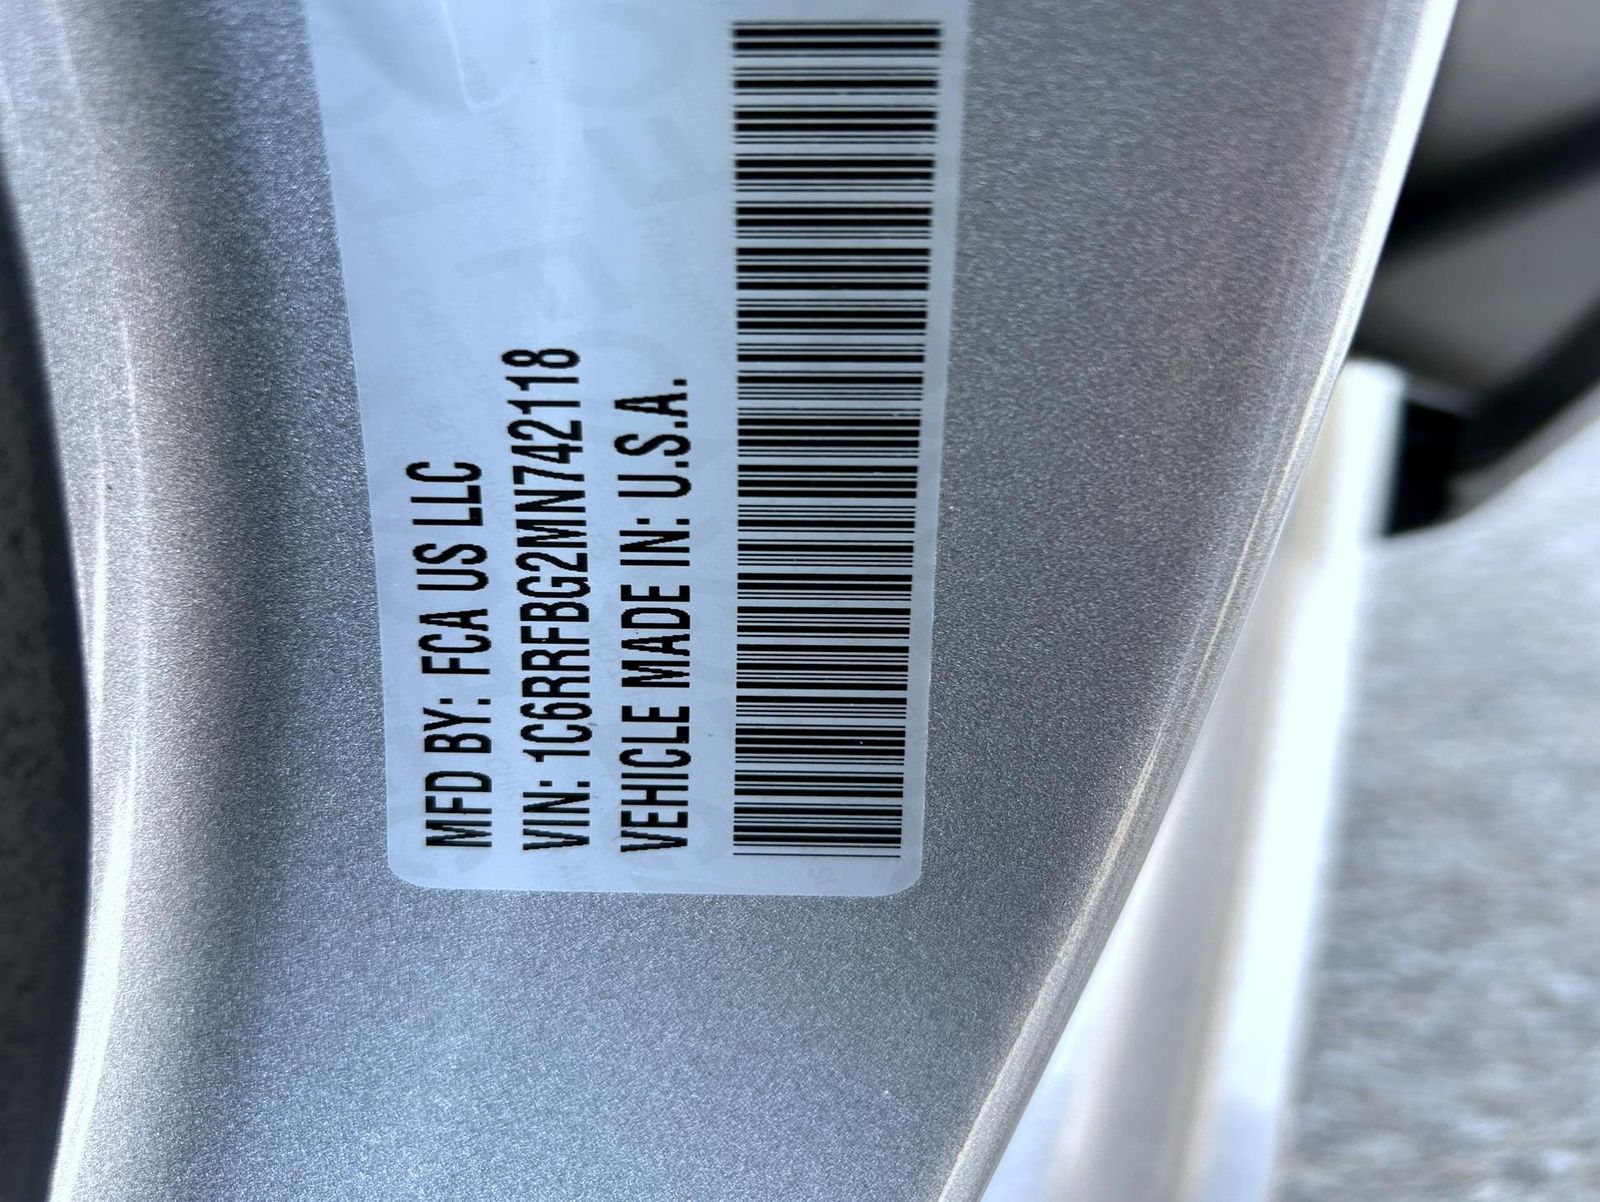 MFD BY: FCA US LLC
VIN: 1C6RRFBG2MN742118
VEHICLE MADE IN: U.S.A.